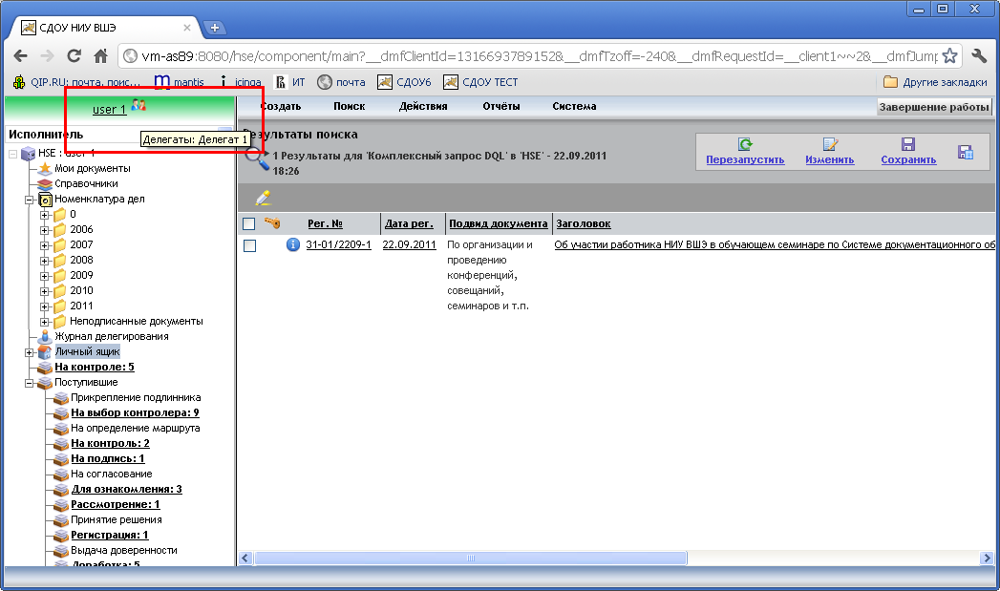 СДОУ НИУ ВШЭ
vm-as89:8080/hse/component/main?__dmfClientId=1316693789152&__dmfTzoff=-240&__dmfRequestId=__client1~~2&__dmfJump
QIP.RU: почта, поис... mantis icinga ИТ почта СДОУ6 СДОУ ТЕСТ Другие закладки
user 1 Создать Поиск Действия Отчёты Система Завершение работы
Исполнитель
Делегаты: Делегат 1
Результаты поиска
1 Результаты для 'Комплексный запрос DQL' в 'HSE' - 22.09.2011
18:26
Перезапустить Изменить Сохранить
HSE : user 1
Мои документы
Справочники
Номенклатура дел
0
2006
2007
2008
2009
2010
2011
Неподписанные документы
Журнал делегирования
Личный ящик
На контроле: 5
Поступившие
Прикрепление подлинника
На выбор контролера: 9
На определение маршрута
На контроль: 2
На подпись: 1
На согласование
Для ознакомления: 3
Рассмотрение: 1
Принятие решения
Регистрация: 1
Выдача доверенности
Доработка: 5
Рег. № Дата рег. Подвид документа Заголовок
31-01/2209-1 22.09.2011 По организации и Об участии работника НИУ ВШЭ в обучающем семинаре по Системе документационного об
проведению
конференций,
совещаний,
семинаров и т.п.